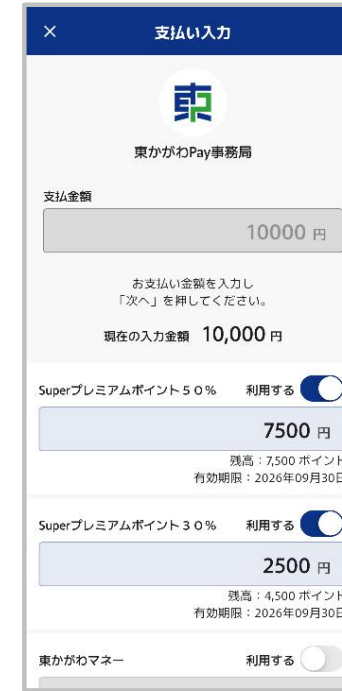 × 支払い入力
東
東かがわPay事務局
支払金額
10000 円
お支払い金額を入力し
「次へ」を押してください。
現在の入力金額 10,000 円
Superプレミアムポイント５０％ 利用する
7500 円
残高：7,500 ポイント
有効期限：2026年09月30日
Superプレミアムポイント３０％ 利用する
2500 円
残高：4,500 ポイント
有効期限：2026年09月30日
東かがわマネー 利用する